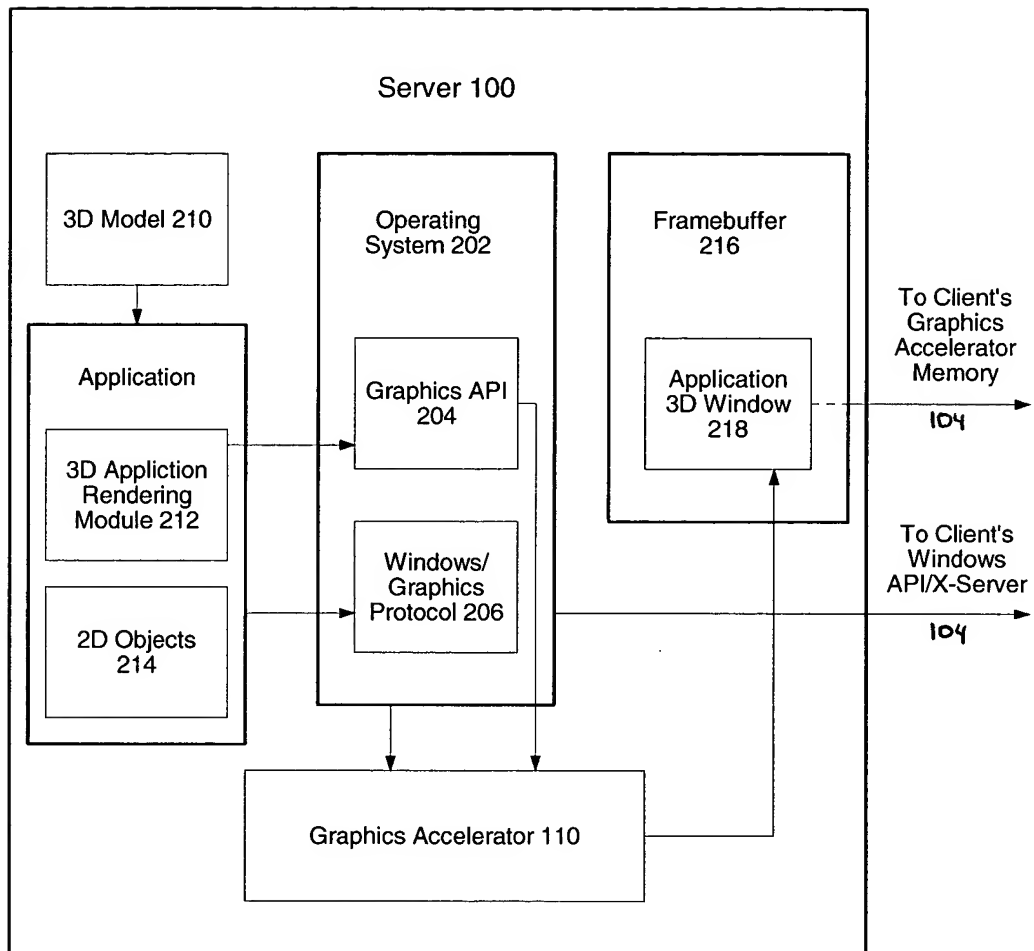 Server 100
3D Model 210
Application
3D Appliction
Rendering
Module 212
2D Objects
214
Operating
System 202
Graphics API
204
Windows/
Graphics
Protocol 206
Framebuffer
216
Application
3D Window
218
Graphics Accelerator 110
To Client's
Graphics
Accelerator
Memory
104
To Client's
Windows
API/X-Server
104